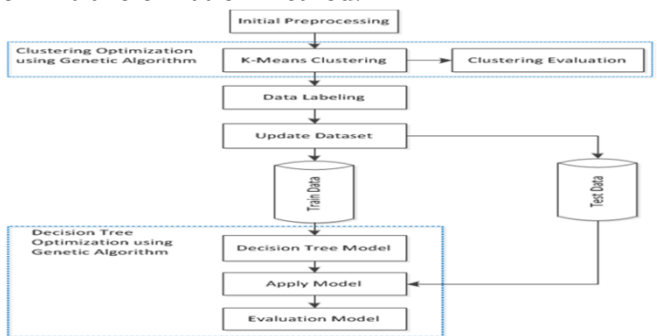 Initial Preprocessing
Clustering Optimization
using Genetic Algorithm
K-Means Clustering
Clustering Evaluation
Data Labeling
Update Dataset
Train Data
Test Data
Decision Tree
Optimization using
Genetic Algorithm
Decision Tree Model
Apply Model
Evaluation Model